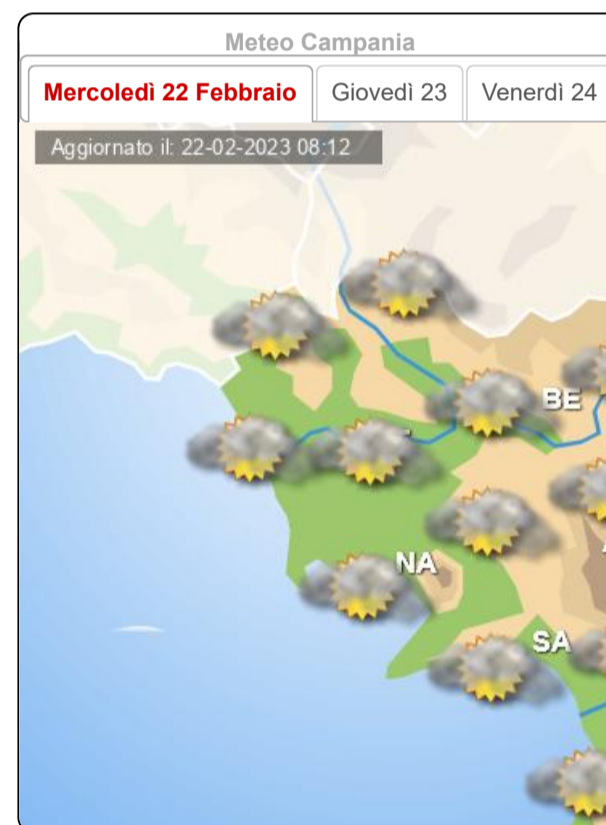 Meteo Campania
Mercoledì 22 Febbraio
Giovedì 23
Venerdì 24
Aggiornato il: 22-02-2023 08:12
BE
NA
SA